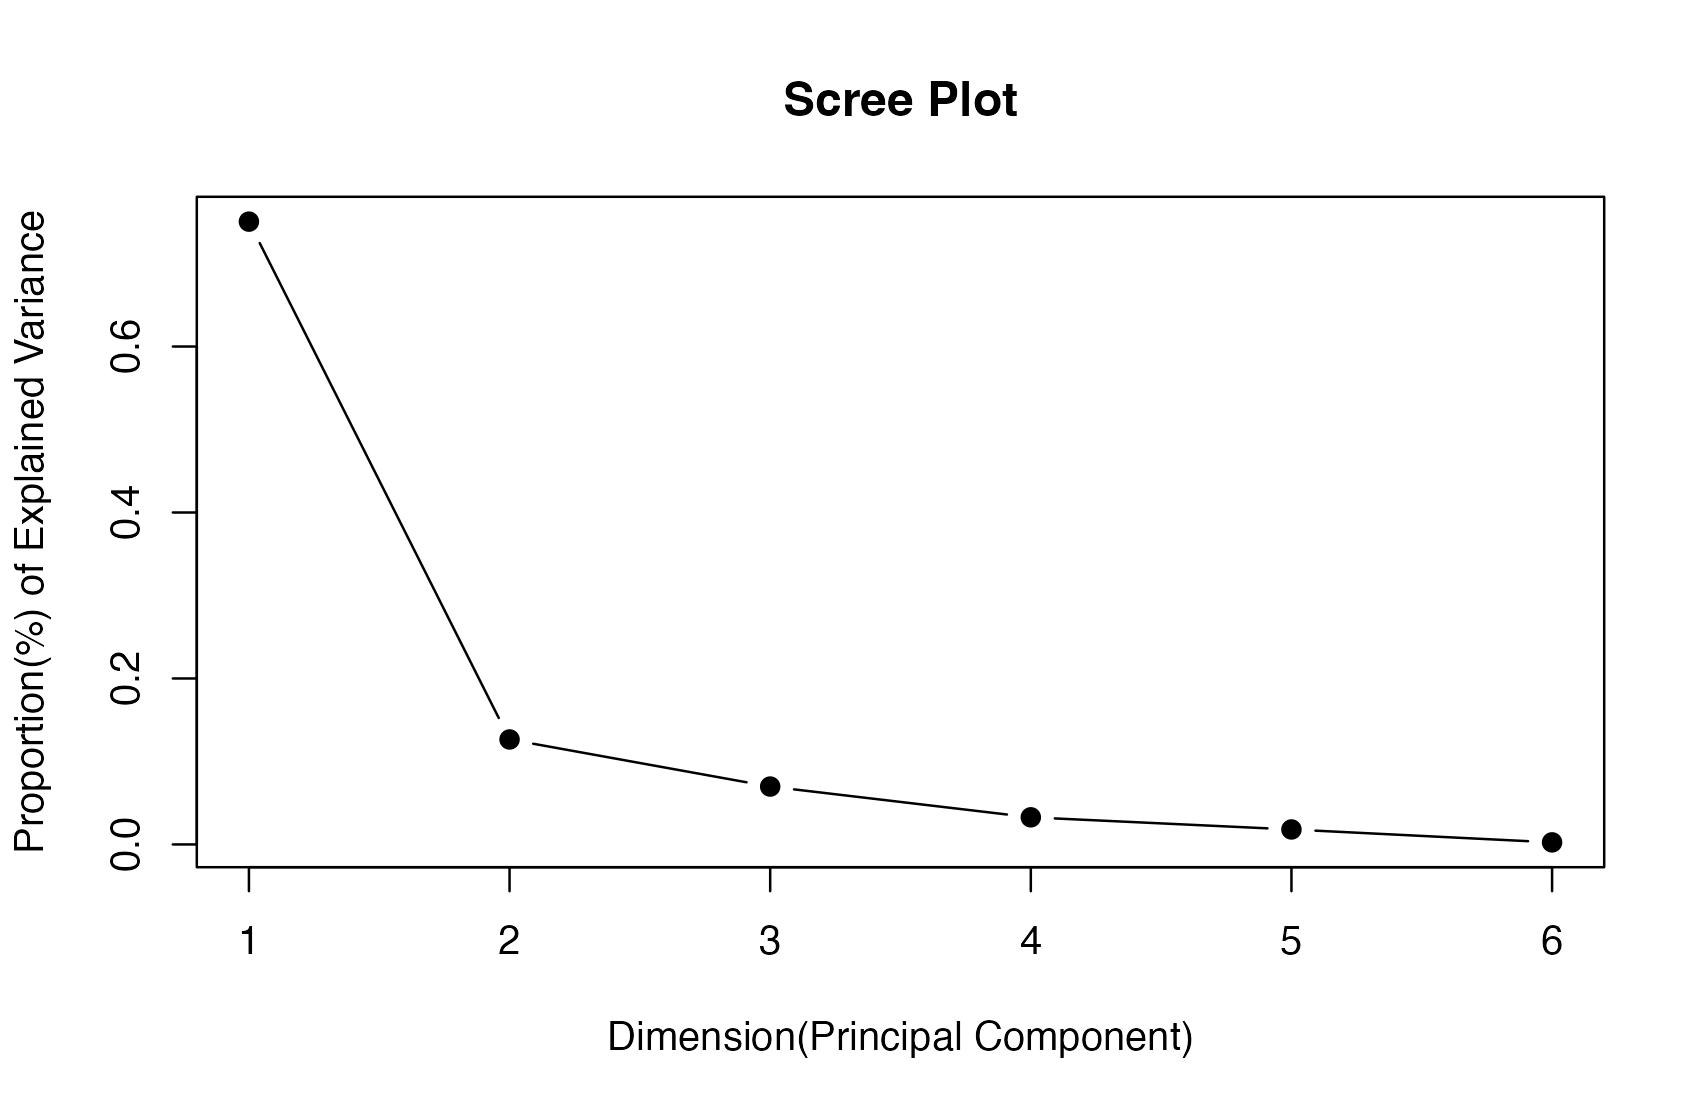 Scree Plot
Proportion(%) of Explained Variance
0.6
0.4
0.2
0.0
1 2 3 4 5 6
Dimension(Principal Component)